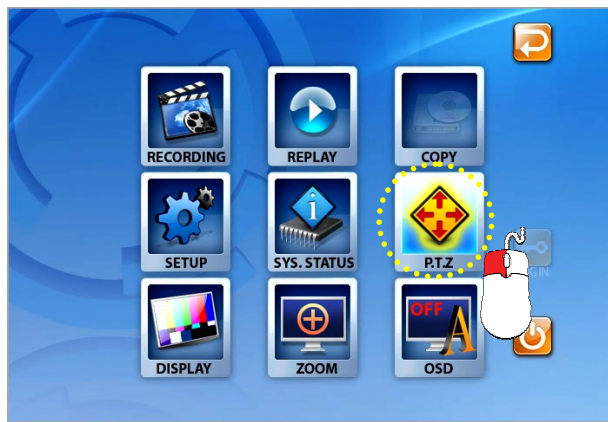 RECORDING
REPLAY
COPY
SETUP
SYS. STATUS
P.T.Z
DISPLAY
ZOOM
OFF
OSD